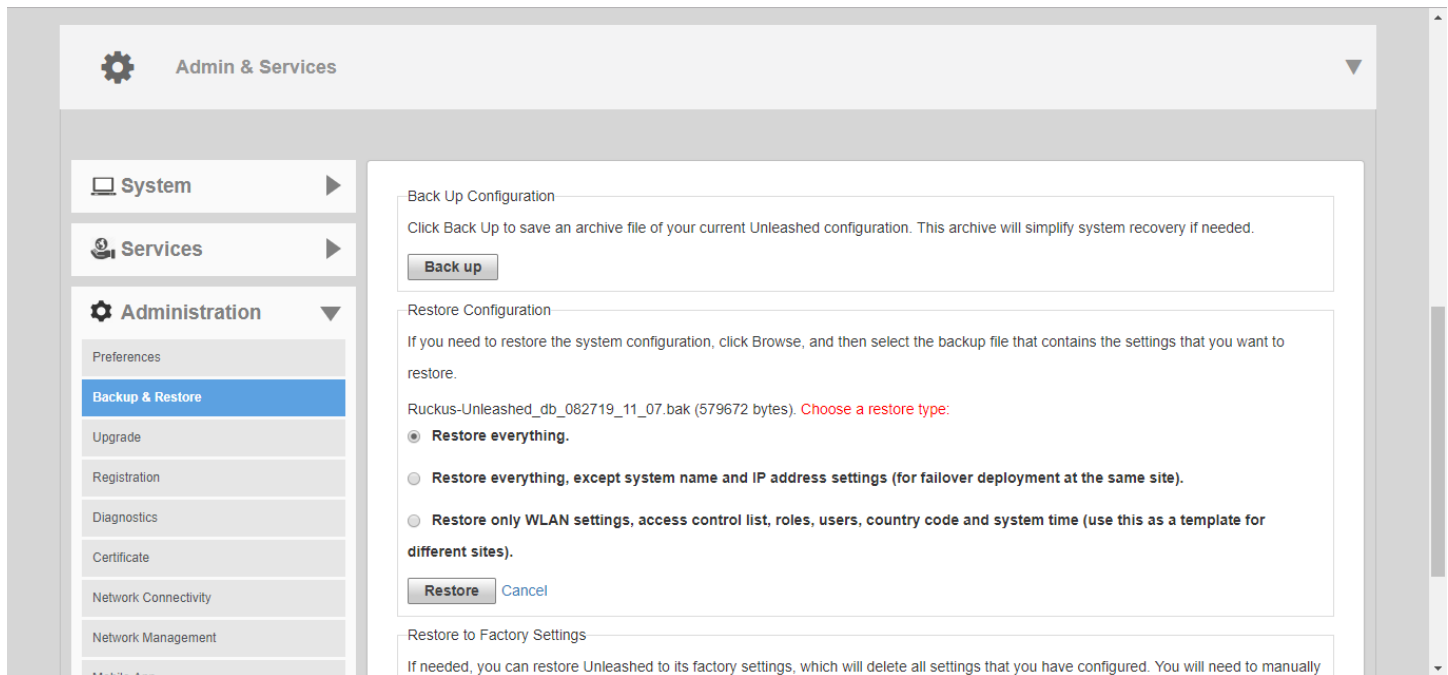 Admin & Services
System
Services
Administration
Preferences
Backup & Restore
Upgrade
Registration
Diagnostics
Certificate
Network Connectivity
Network Management
Mobile App
Back Up Configuration
Click Back Up to save an archive file of your current Unleashed configuration. This archive will simplify system recovery if needed.
Back up
Restore Configuration
If you need to restore the system configuration, click Browse, and then select the backup file that contains the settings that you want to
restore.
Ruckus-Unleashed_db_082719_11_07.bak (579672 bytes). Choose a restore type:
Restore everything.
Restore everything, except system name and IP address settings (for failover deployment at the same site).
Restore only WLAN settings, access control list, roles, users, country code and system time (use this as a template for
different sites).
Restore Cancel
Restore to Factory Settings
If needed, you can restore Unleashed to its factory settings, which will delete all settings that you have configured. You will need to manually